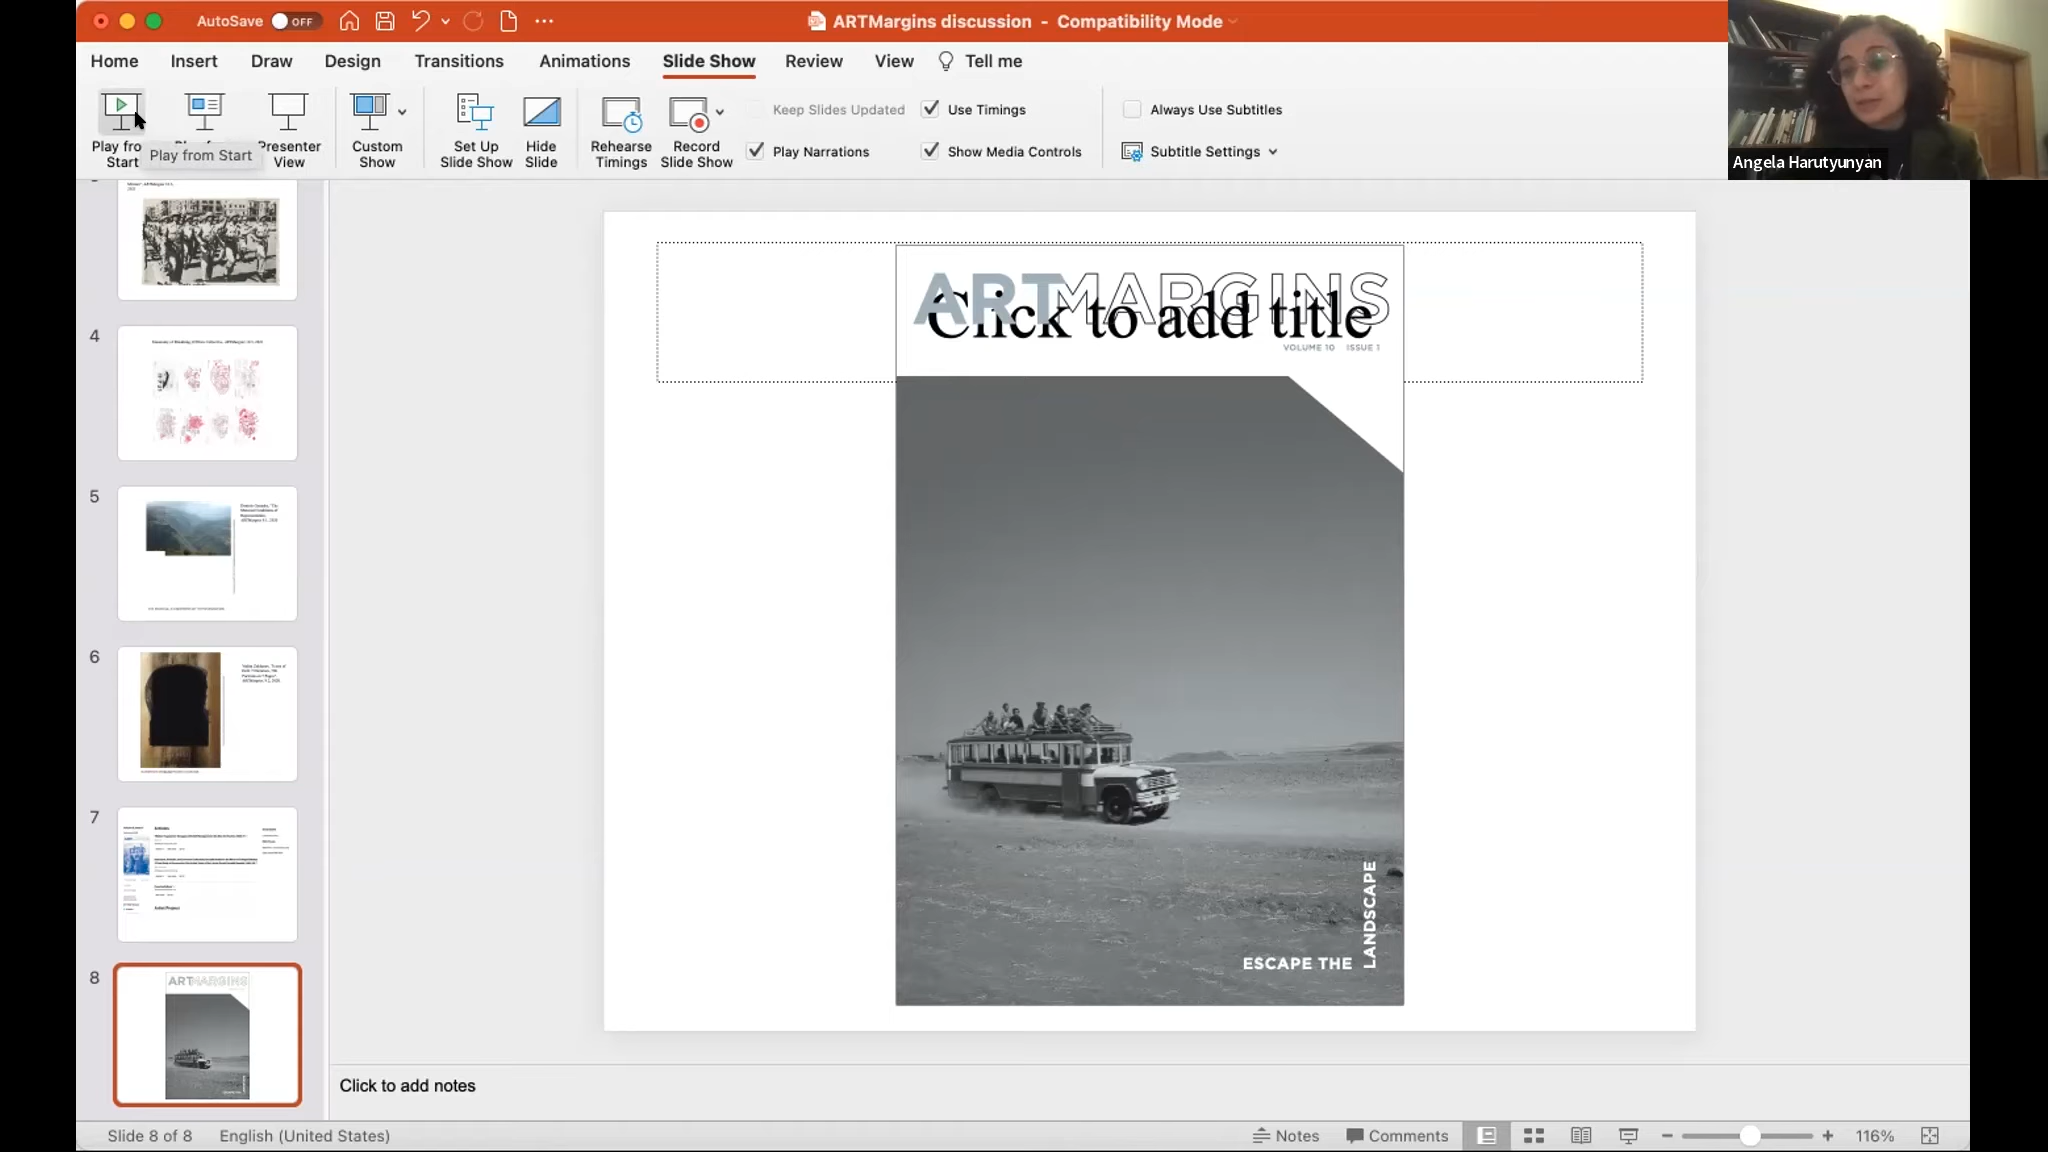 AutoSave OFF
ARTMargins discussion - Compatibility Mode
Home Insert Draw Design Transitions Animations Slide Show Review View Tell me
Play from Start
Presenter View
Custom Show
Set Up Slide Show
Hide Slide
Rehearse Timings
Record Slide Show
Keep Slides Updated
Use Timings
Play Narrations
Show Media Controls
Always Use Subtitles
Subtitle Settings
Angela Harutyunyan
4
5
6
7
8
ARTMARGINS
ARTMARGINS
Click to add title
VOLUME 10 ISSUE 1
ESCAPE THE
LANDSCAPE
Click to add notes
Slide 8 of 8 English (United States) Notes Comments 116%